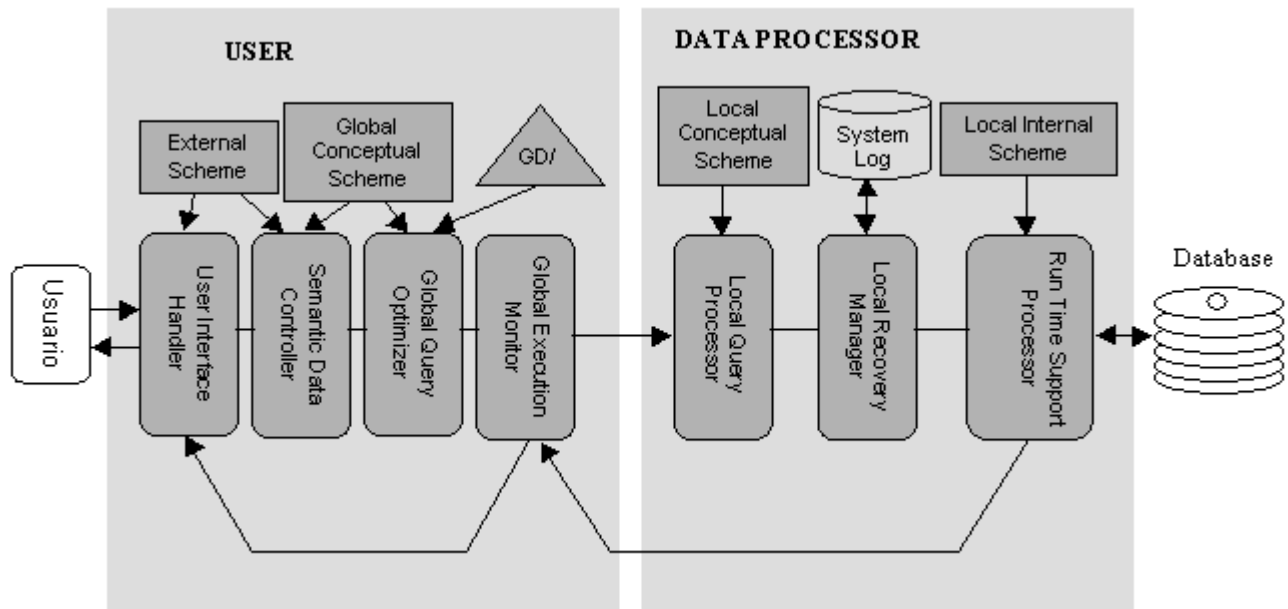 USER
DATA PROCESSOR
External
Scheme
Global
Conceptual
Scheme
GD/
Local
Conceptual
Scheme
System
Log
Local Internal
Scheme
Usuario
User Interface
Handler
Semantic Data
Controller
Global Query
Optimizer
Global Execution
Monitor
Local Query
Processor
Local Recovery
Manager
Run Time Support
Processor
Database